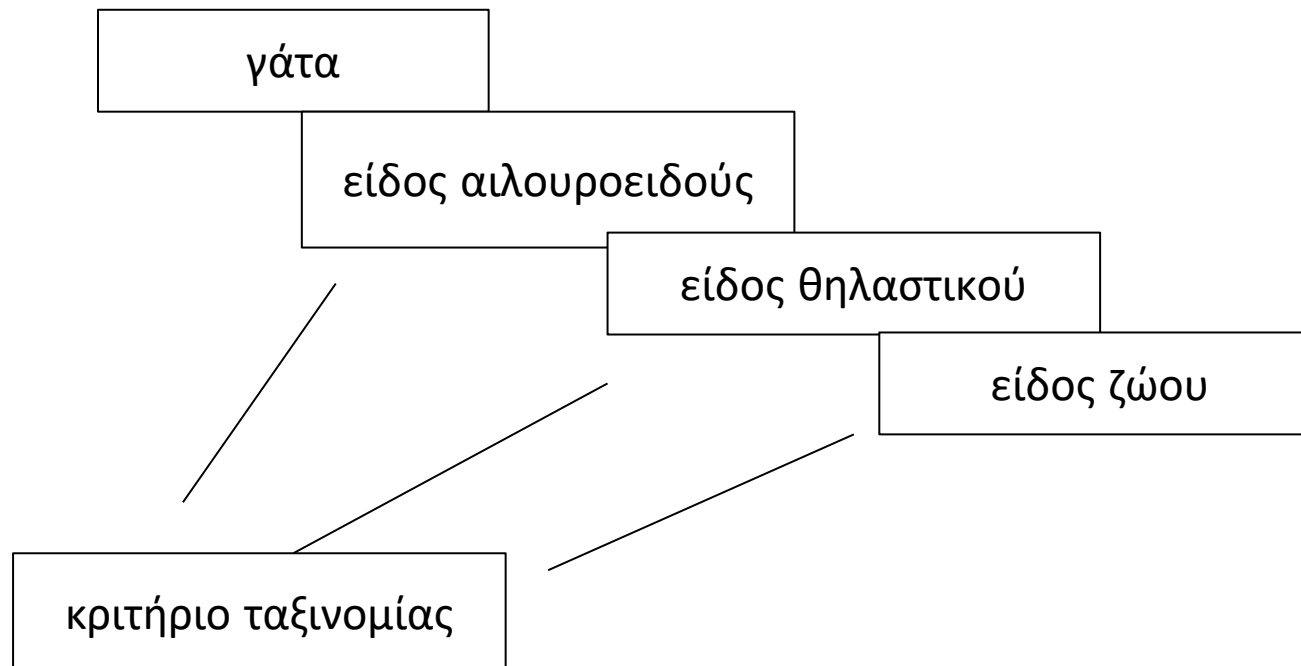 γάτα
είδος αιλουροειδούς
είδος θηλαστικού
είδος ζώου
κριτήριο ταξινομίας